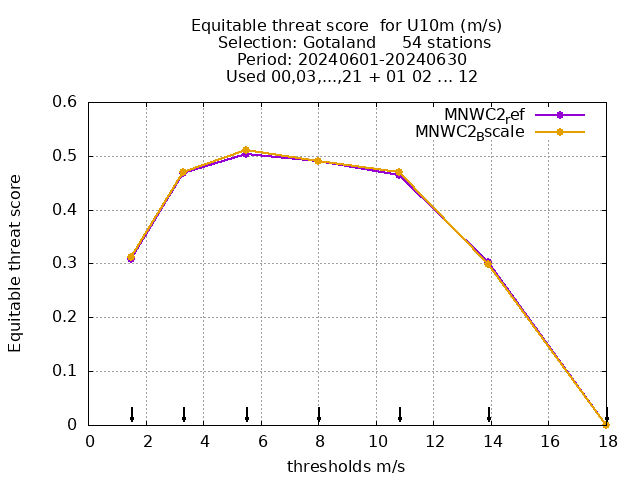 Equitable threat score  for U10m (m/s)
Selection: Gotaland     54 stations
Period: 20240601-20240630
Used 00,03,...,21 + 01 02 ... 12
MNWC2_ref
MNWC2_Bscale
Equitable threat score
0.6
0.5
0.4
0.3
0.2
0.1
0
0 2 4 6 8 10 12 14 16 18
thresholds m/s